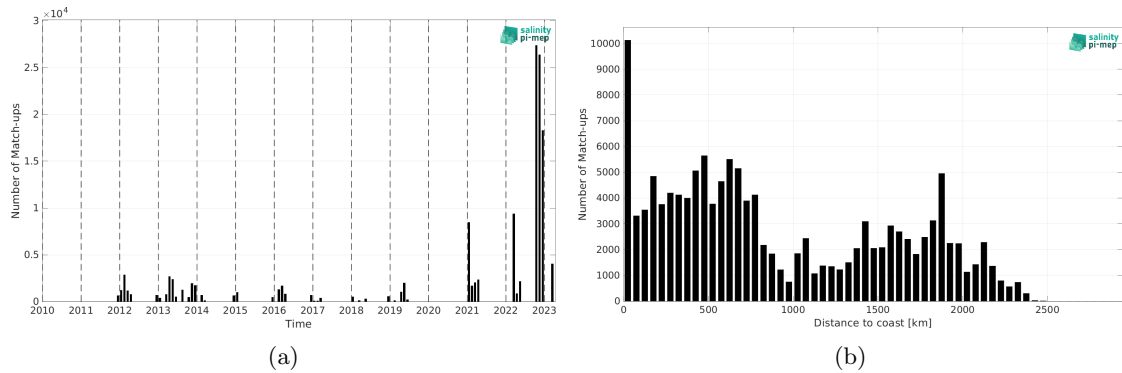 ×10⁴
3
2.5
2
1.5
1
0.5
0
Number of Match-ups
2010 2011 2012 2013 2014 2015 2016 2017 2018 2019 2020 2021 2022 2023
Time
salinity
pi-mep
(a)
10000
9000
8000
7000
6000
5000
4000
3000
2000
1000
0
Number of Match-ups
0 500 1000 1500 2000 2500
Distance to coast [km]
salinity
pi-mep
(b)